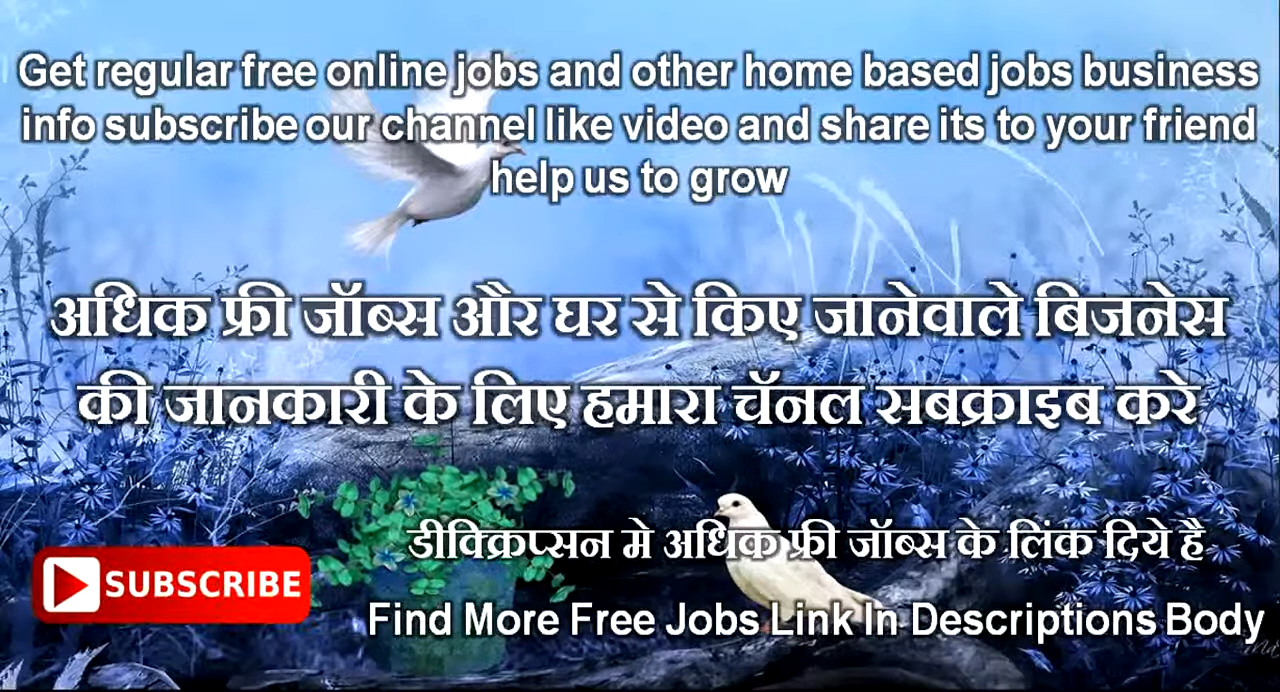 Get regular free online jobs and other home based jobs business
info subscribe our channel like video and share its to your friend
help us to grow
अधिक फ्री जॉब्स और घर से किए जानेवाले बिजनेस
की जानकारी के लिए हमारा चॅनल सबक्राइब करे
डीक्क्रिप्सन मे अधिक फ्री जॉब्स के लिंक दिये है
SUBSCRIBE
Find More Free Jobs Link In Descriptions Body